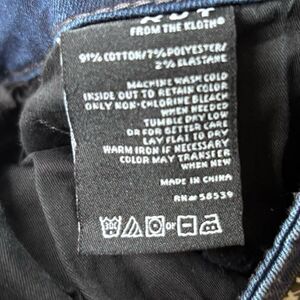 FROM THE KLOTH®
91% COTTON/7% POLYESTER/
2% ELASTANE
MACHINE WASH COLD
INSIDE OUT TO RETAIN COLOR
ONLY NON-CHLORINE BLEACH
WHEN NEEDED
TUMBLE DRY LOW
OR FOR BETTER CARE
LAY FLAT TO DRY
WARM IRON IF NECESSARY
COLOR MAY TRANSFER
WHEN NEW
MADE IN CHINA
RN# 58539
30C
or